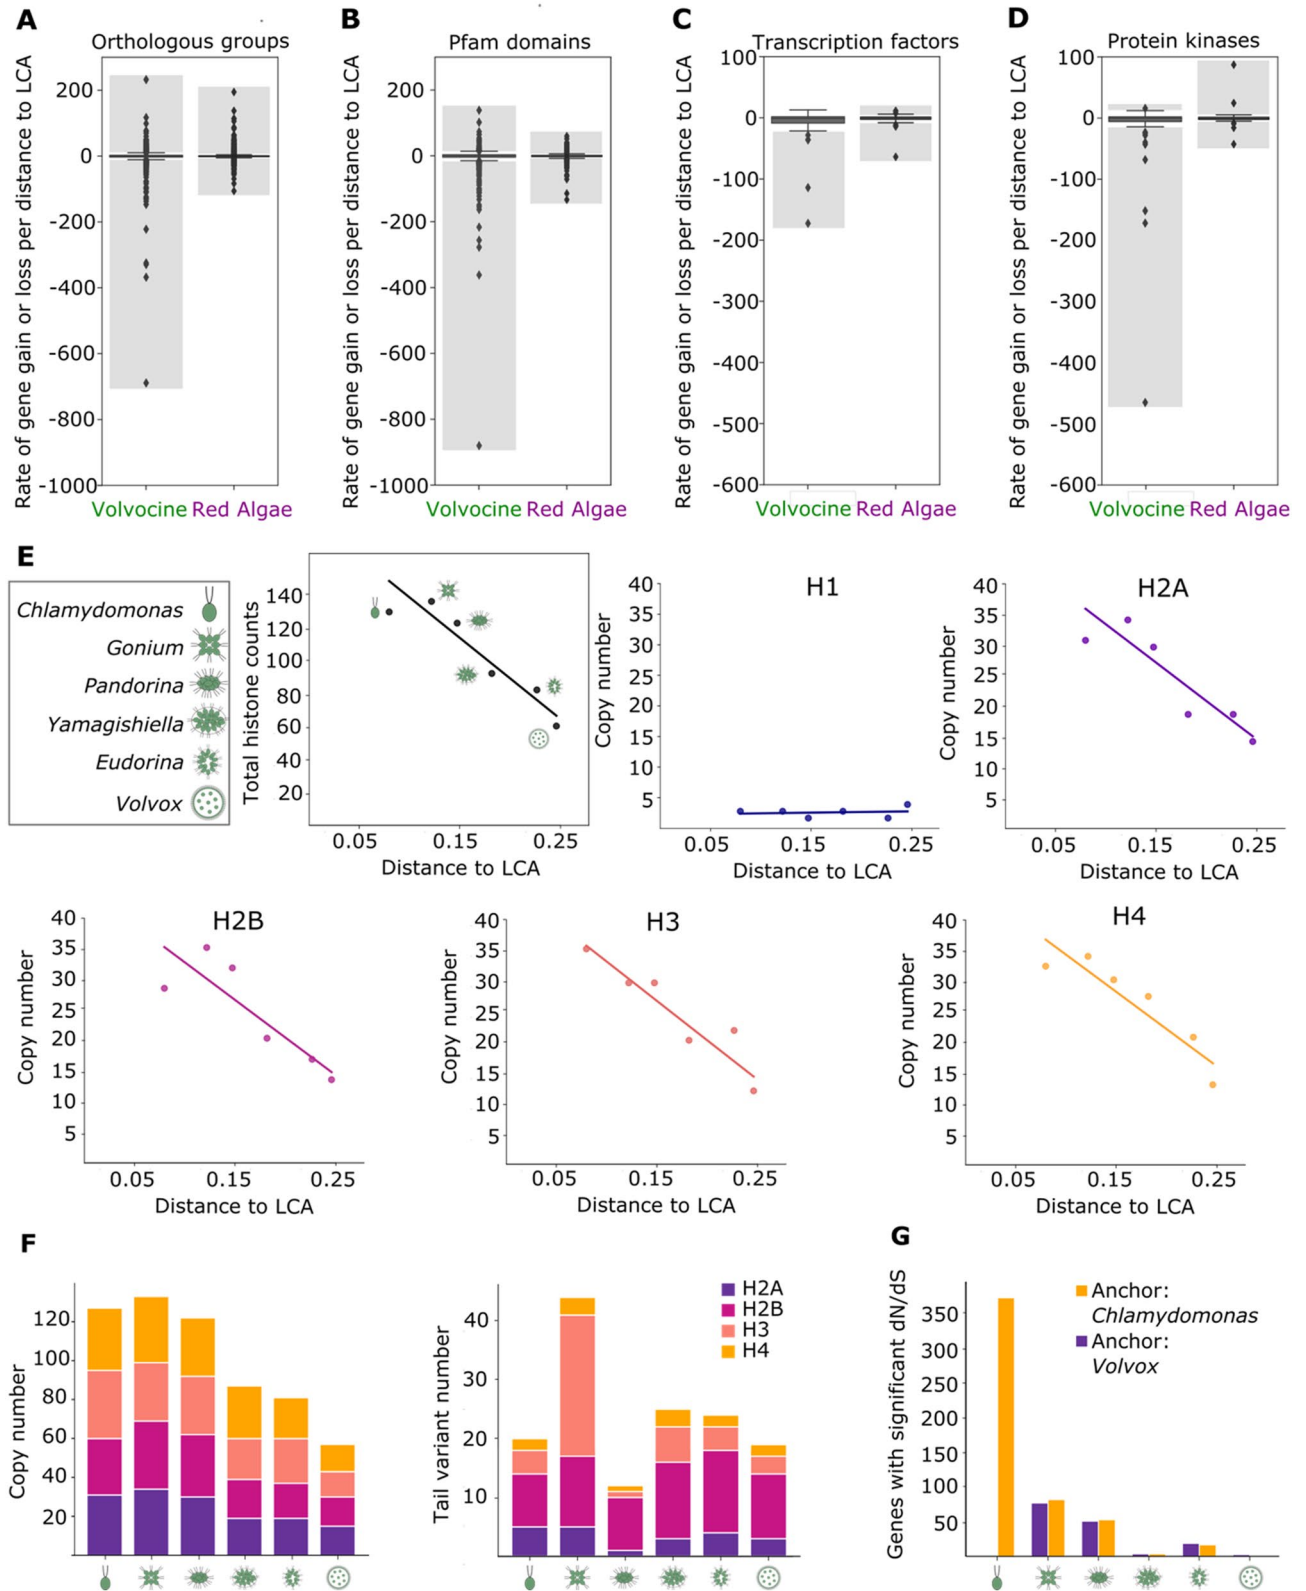 A
Orthologous groups
Rate of gene gain or loss per distance to LCA
200
0
-200
-400
-600
-800
-1000
Volvocine Red Algae
B
Pfam domains
Rate of gene gain or loss per distance to LCA
200
0
-200
-400
-600
-800
-1000
Volvocine Red Algae
C
Transcription factors
Rate of gene gain or loss per distance to LCA
100
0
-100
-200
-300
-400
-500
-600
Volvocine Red Algae
D
Protein kinases
Rate of gene gain or loss per distance to LCA
100
0
-100
-200
-300
-400
-500
-600
Volvocine Red Algae
E
Chlamydomonas
Gonium
Pandorina
Yamagishiella
Eudorina
Volvox
Total histone counts
140
120
100
80
60
40
20
0.05 0.15 0.25
Distance to LCA
H1
Copy number
40
35
30
25
20
15
10
5
0.05 0.15 0.25
Distance to LCA
H2A
Copy number
40
35
30
25
20
15
10
5
0.05 0.15 0.25
Distance to LCA
H2B
Copy number
40
35
30
25
20
15
10
5
0.05 0.15 0.25
Distance to LCA
H3
Copy number
40
35
30
25
20
15
10
5
0.05 0.15 0.25
Distance to LCA
H4
Copy number
40
35
30
25
20
15
10
5
0.05 0.15 0.25
Distance to LCA
F
Copy number
120
100
80
60
40
20
Tail variant number
40
30
20
10
H2A
H2B
H3
H4
G
Genes with significant dN/dS
350
300
250
200
150
100
50
Anchor:
Chlamydomonas
Anchor:
Volvox